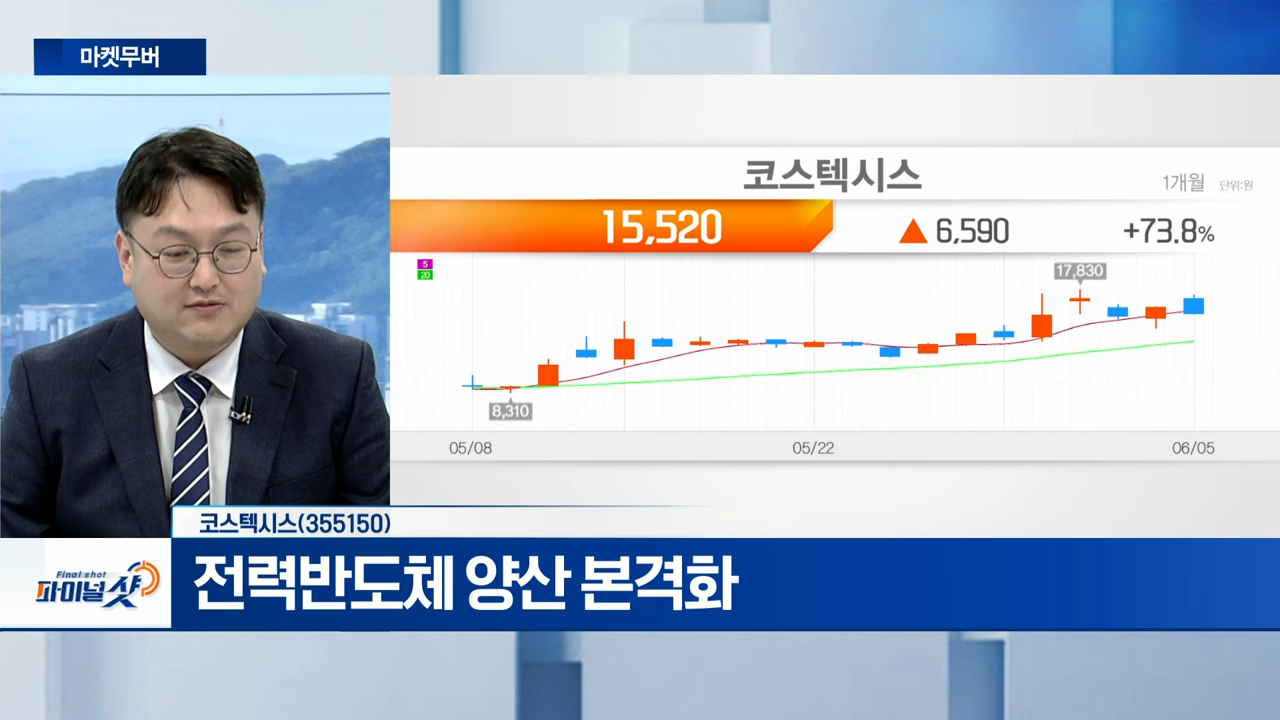 마켓무버
코스텍시스
1개월 단위:원
15,520 ▲ 6,590 +73.8%
5
20
17,830
8,310
05/08 05/22 06/05
코스텍시스(355150)
Final shot
파이널샷
전력반도체 양산 본격화